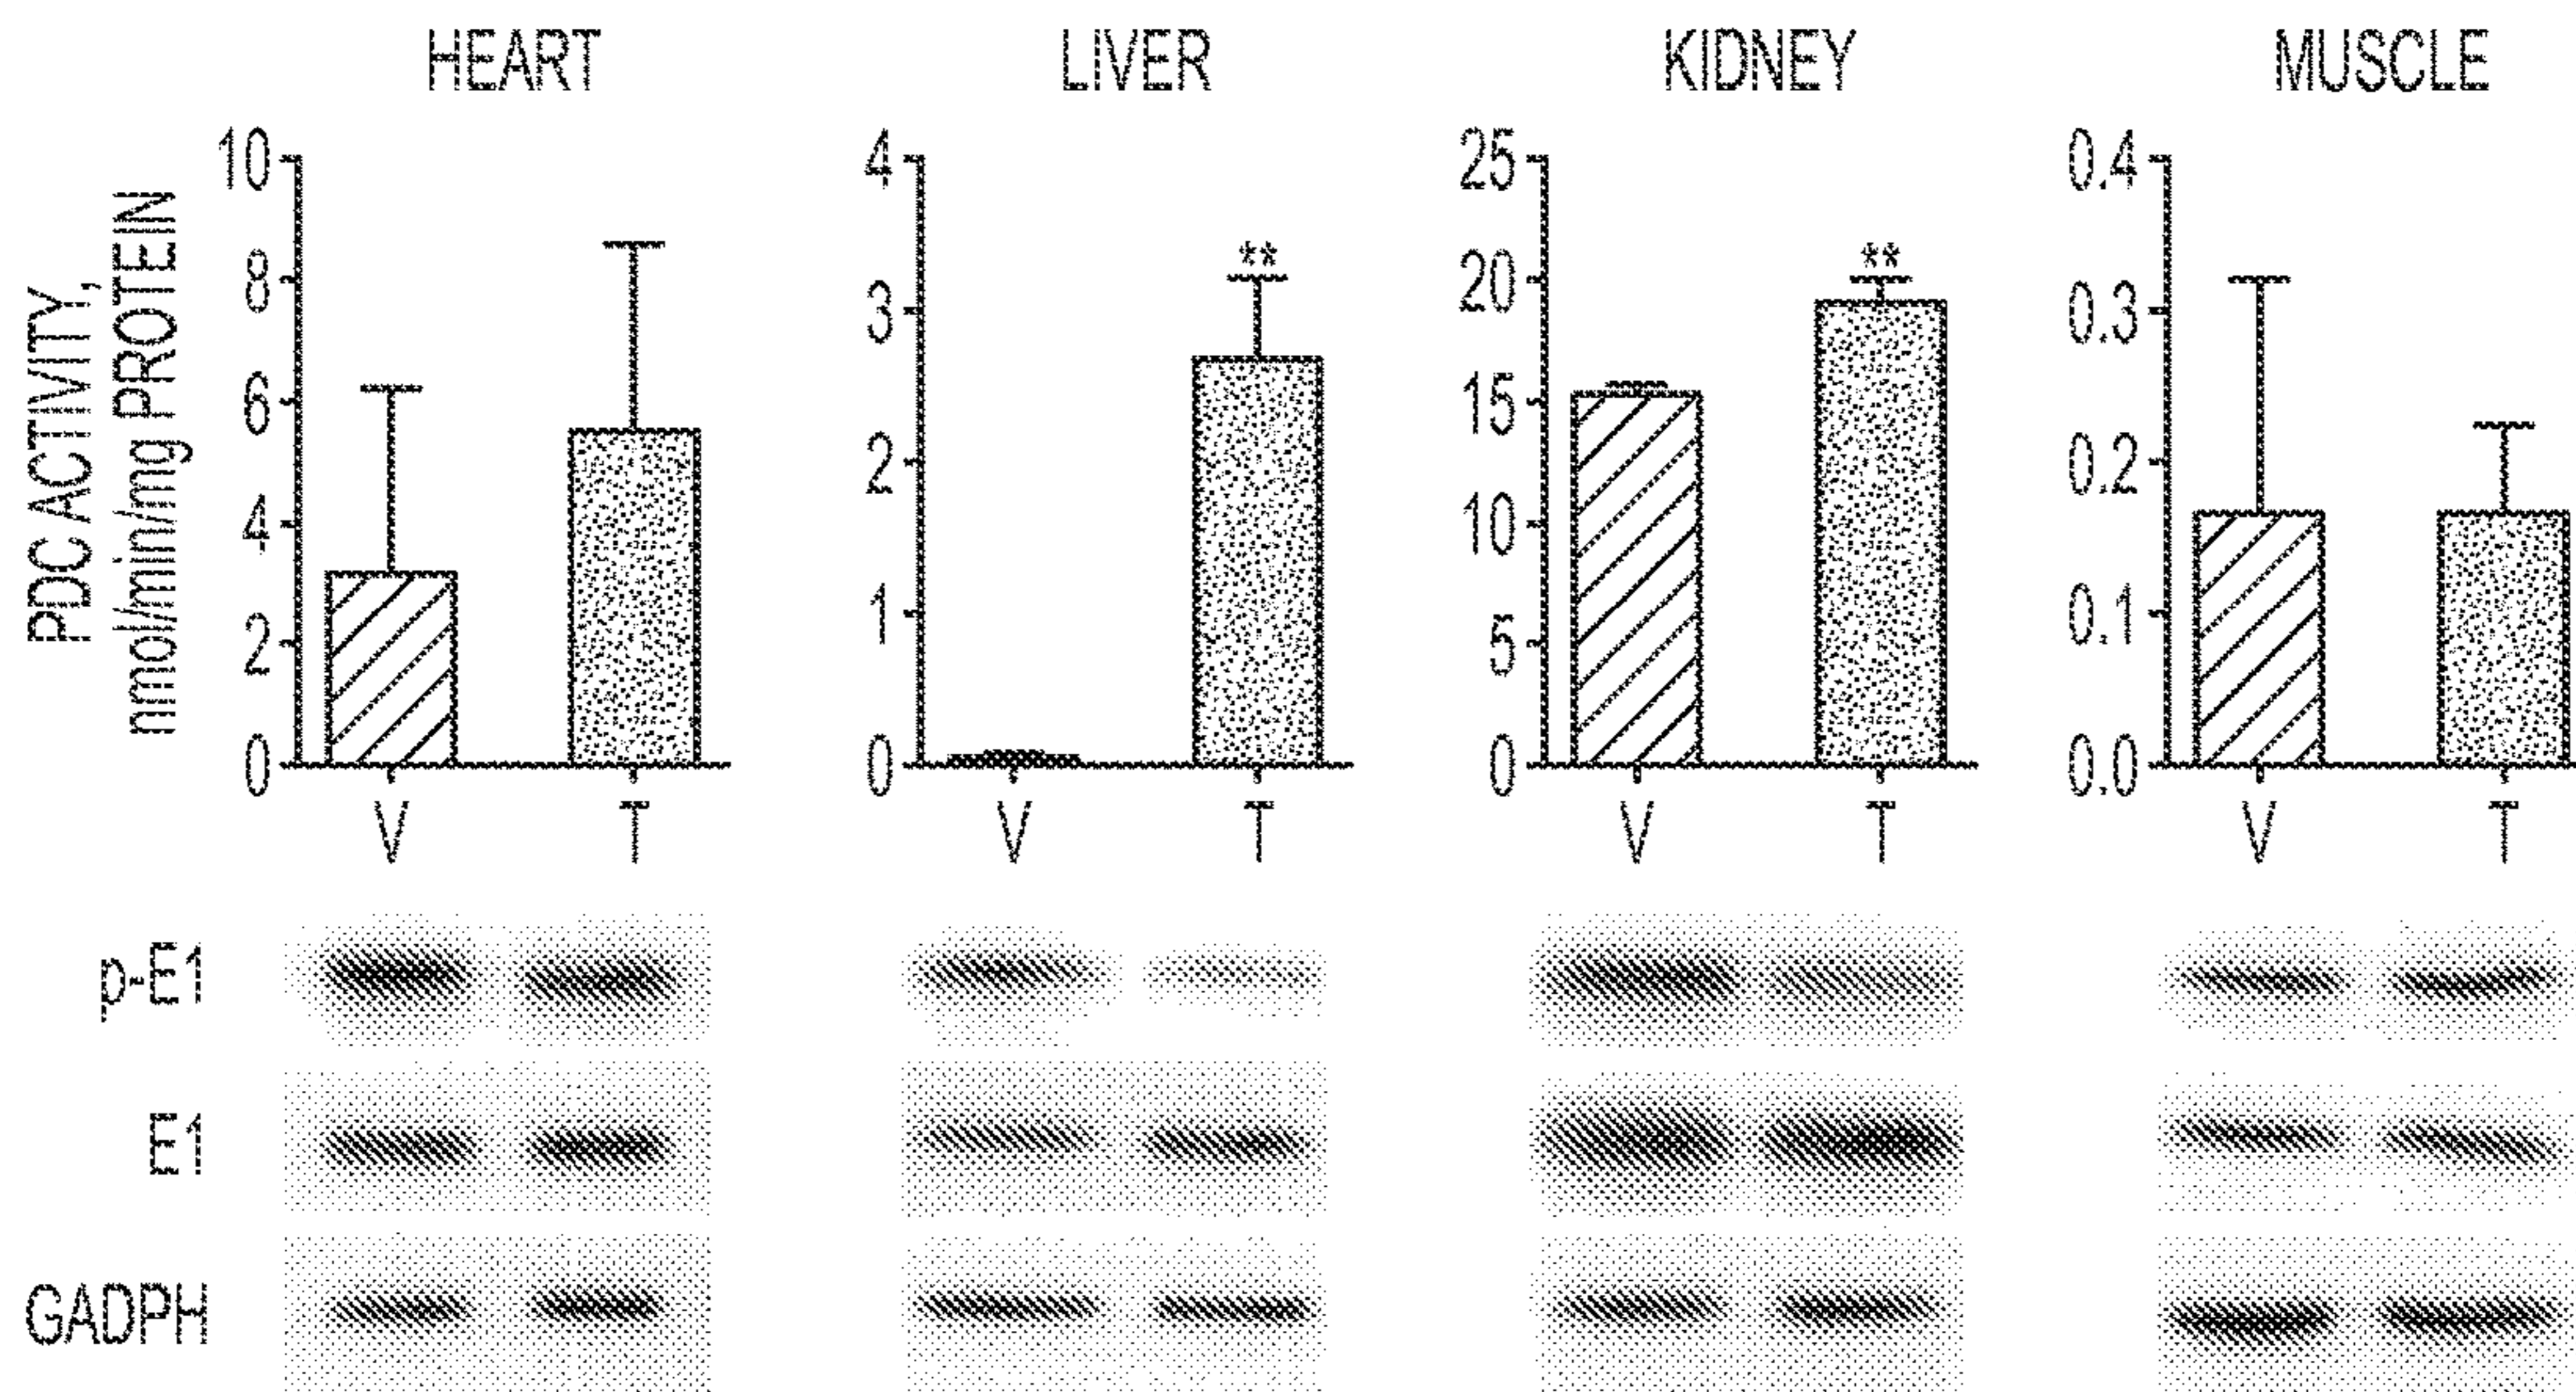 HEART
LIVER
KIDNEY
MUSCLE
PDC ACTIVITY,
nmol/min/mg PROTEIN
10
8
6
4
2
0
V T
4
3
2
1
0
**
V T
25
20
15
10
5
0
**
V T
0.4
0.3
0.2
0.1
0.0
V T
p-E1
E1
GADPH